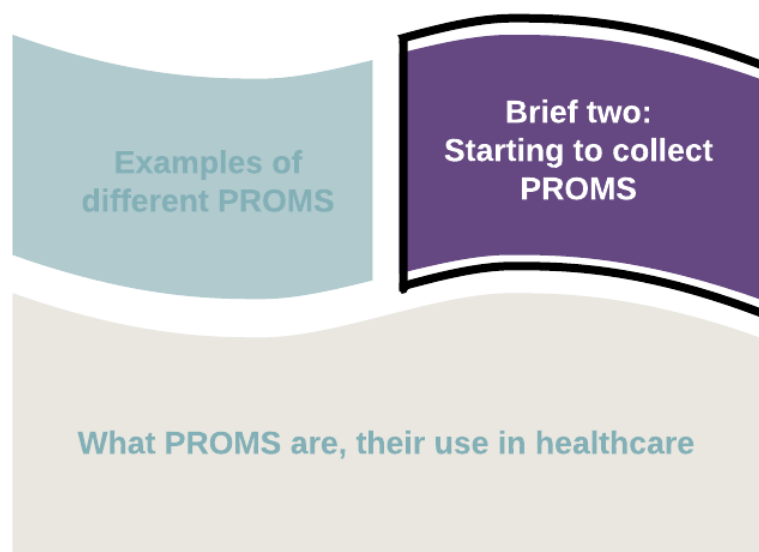 Examples of
different PROMS
Brief two:
Starting to collect
PROMS
What PROMS are, their use in healthcare